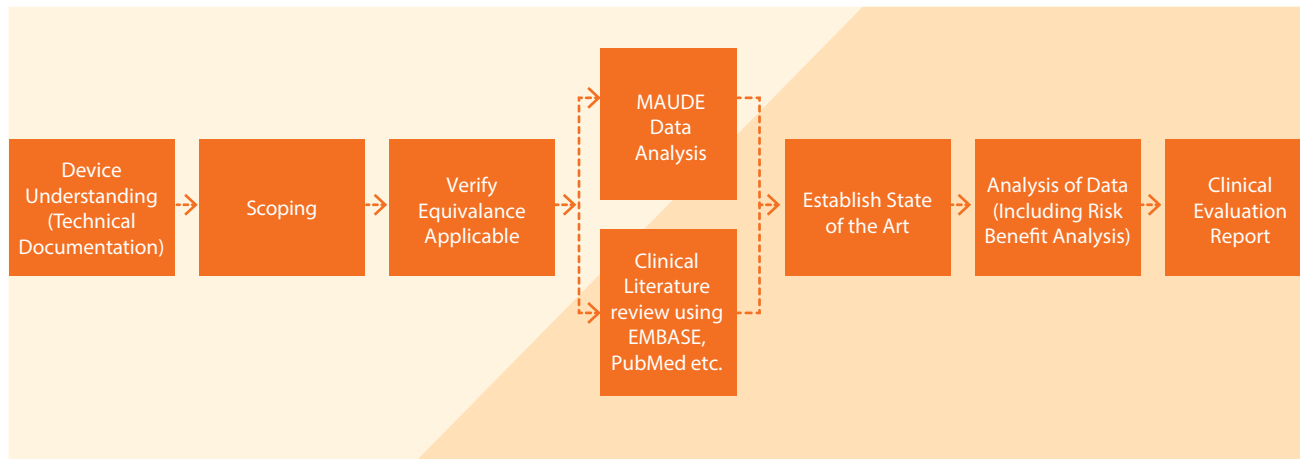 Device
Understanding
(Technical
Documentation)
Scoping
Verify
Equivalance
Applicable
MAUDE
Data
Analysis
Clinical
Literature
review using
EMBASE,
PubMed etc.
Establish State
of the Art
Analysis of Data
(Including Risk
Benefit Analysis)
Clinical
Evaluation
Report